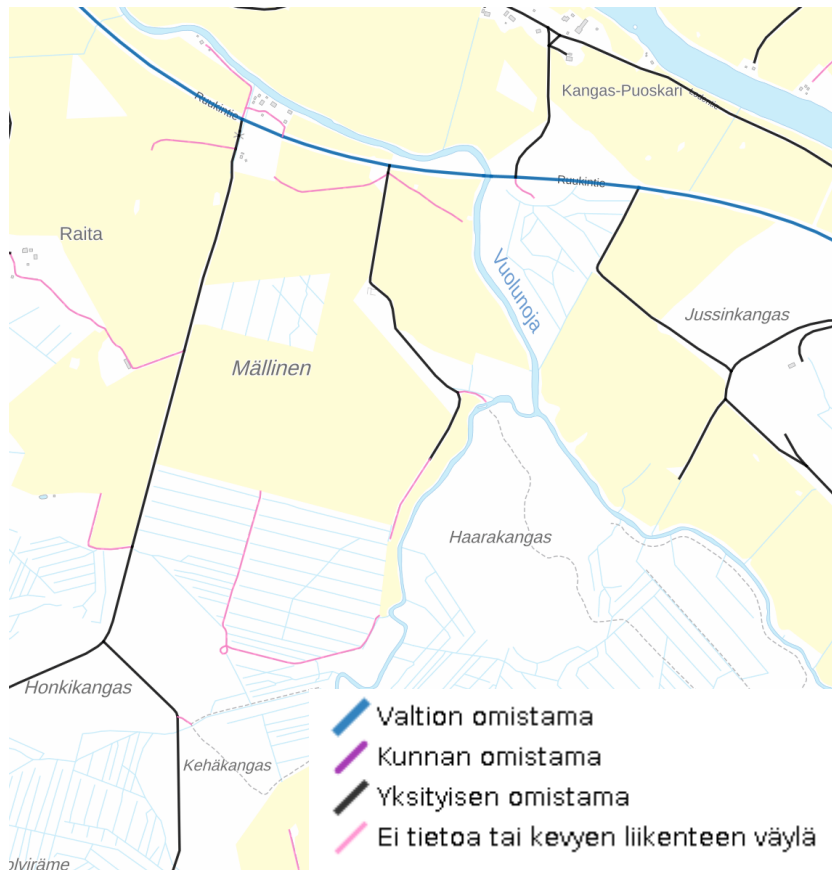 Kangas-Puoskari
Ruukintie
Ruukintie
Raita
Vuolunoja
Jussinkangas
Mällinen
Haarakangas
Honkikangas
Kehäkangas
olviräme
Valtion omistama
Kunnan omistama
Yksityisen omistama
Ei tietoa tai kevyen liikenteen väylä